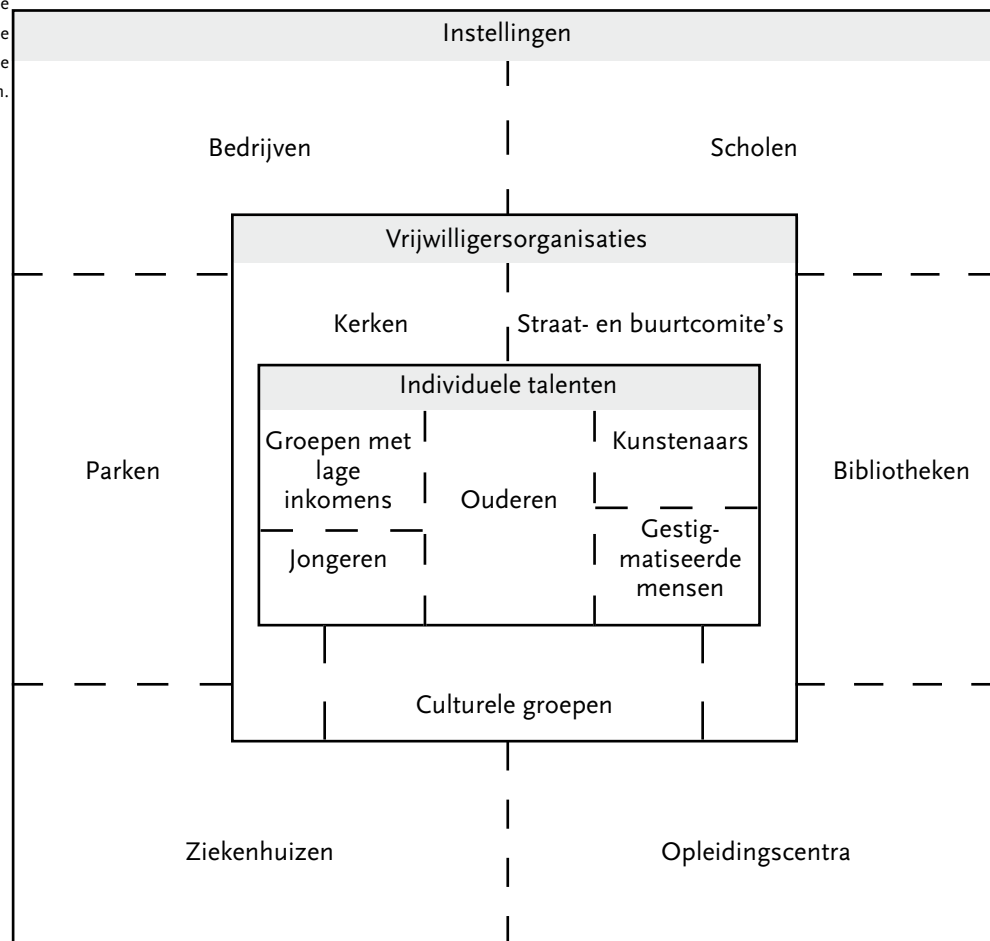 e
e
e
n.
Instellingen
Bedrijven
Scholen
Vrijwilligersorganisaties
Kerken
Straat- en buurtcomite's
Individuele talenten
Groepen met
lage
inkomens
Jongeren
Ouderen
Kunstenaars
Gestig-
matiseerde
mensen
Parken
Bibliotheken
Culturele groepen
Ziekenhuizen
Opleidingscentra